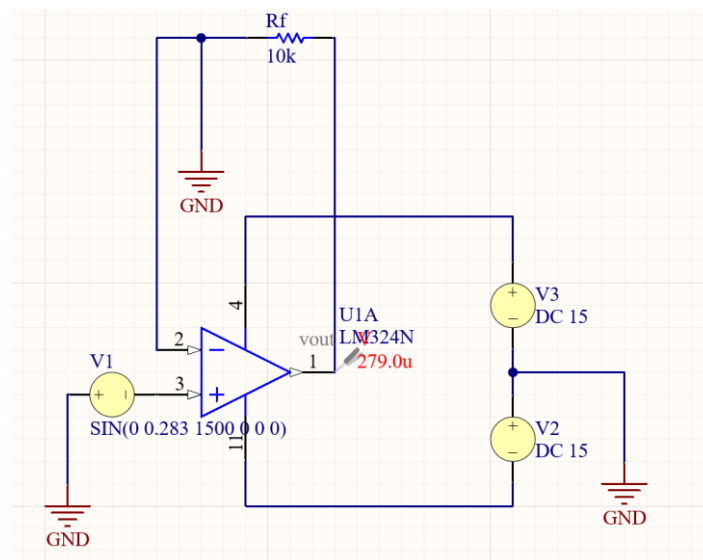 Rf
10k
GND
4
V3
DC 15
U1A
vout
LM324N
2
1
279.0u
V1
3
V2
SIN(0 0.283 1500 0 0 0)
DC 15
11
GND
GND